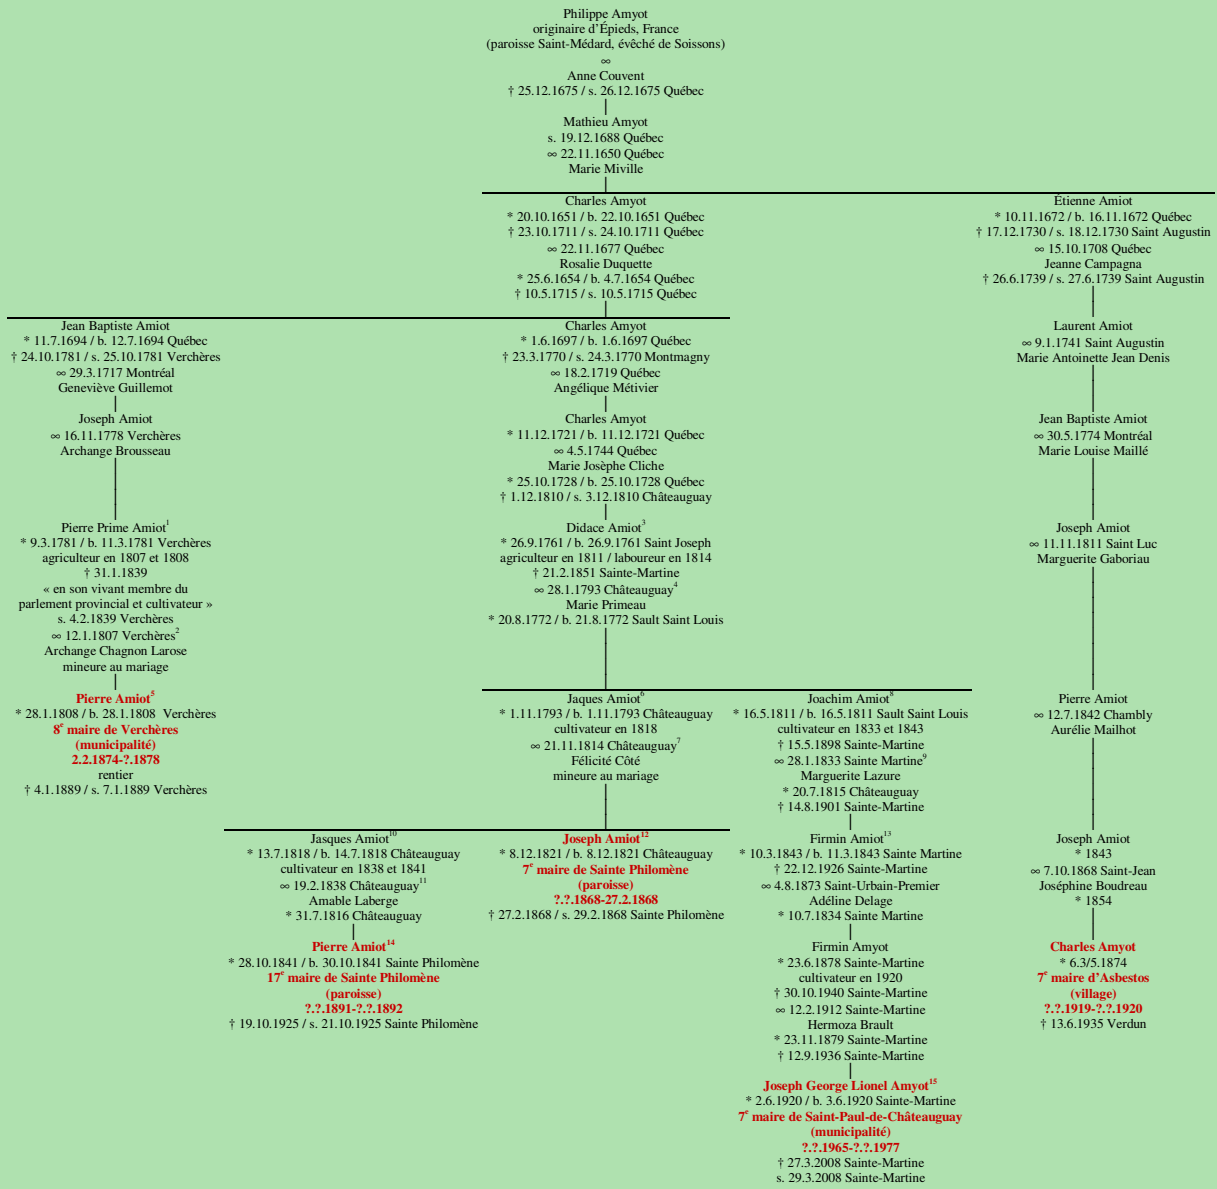 Philippe Amyot
originaire d'Épieds, France
(paroisse Saint-Médard, évêché de Soissons)
∞
Anne Couvent
† 25.12.1675 / s. 26.12.1675 Québec
Mathieu Amyot
s. 19.12.1688 Québec
∞ 22.11.1650 Québec
Marie Miville
Charles Amyot
* 20.10.1651 / b. 22.10.1651 Québec
† 23.10.1711 / s. 24.10.1711 Québec
∞ 22.11.1677 Québec
Rosalie Duquette
* 25.6.1654 / b. 4.7.1654 Québec
† 10.5.1715 / s. 10.5.1715 Québec
Étienne Amiot
* 10.11.1672 / b. 16.11.1672 Québec
† 17.12.1730 / s. 18.12.1730 Saint Augustin
∞ 15.10.1708 Québec
Jeanne Campagna
† 26.6.1739 / s. 27.6.1739 Saint Augustin
Jean Baptiste Amiot
* 11.7.1694 / b. 12.7.1694 Québec
† 24.10.1781 / s. 25.10.1781 Verchères
∞ 29.3.1717 Montréal
Geneviève Guillemot
Charles Amyot
* 1.6.1697 / b. 1.6.1697 Québec
† 23.3.1770 / s. 24.3.1770 Montmagny
∞ 18.2.1719 Québec
Angélique Métivier
Laurent Amiot
∞ 9.1.1741 Saint Augustin
Marie Antoinette Jean Denis
Joseph Amiot
∞ 16.11.1778 Verchères
Archange Brousseau
Charles Amyot
* 11.12.1721 / b. 11.12.1721 Québec
∞ 4.5.1744 Québec
Marie Josèphe Cliche
* 25.10.1728 / b. 25.10.1728 Québec
† 1.12.1810 / s. 3.12.1810 Châteauguay
Jean Baptiste Amiot
∞ 30.5.1774 Montréal
Marie Louise Maillé
Pierre Prime Amiot¹
* 9.3.1781 / b. 11.3.1781 Verchères
agriculteur en 1807 et 1808
† 31.1.1839
« en son vivant membre du
parlement provincial et cultivateur »
s. 4.2.1839 Verchères
∞ 12.1.1807 Verchères²
Archange Chagnon Larose
mineure au mariage
Didace Amiot³
* 26.9.1761 / b. 26.9.1761 Saint Joseph
agriculteur en 1811 / laboureur en 1814
† 21.2.1851 Sainte-Martine
∞ 28.1.1793 Châteauguay⁴
Marie Primeau
* 20.8.1772 / b. 21.8.1772 Sault Saint Louis
Joseph Amiot
∞ 11.11.1811 Saint Luc
Marguerite Gaboriau
Pierre Amiot⁵
* 28.1.1808 / b. 28.1.1808 Verchères
8ᵉ maire de Verchères
(municipalité)
2.2.1874-?.1878
rentier
† 4.1.1889 / s. 7.1.1889 Verchères
Jaques Amiot⁶
* 1.11.1793 / b. 1.11.1793 Châteauguay
cultivateur en 1818
∞ 21.11.1814 Châteauguay⁷
Félicité Côté
mineure au mariage
Joachim Amiot⁸
* 16.5.1811 / b. 16.5.1811 Sault Saint Louis
cultivateur en 1833 et 1843
† 15.5.1898 Sainte-Martine
∞ 28.1.1833 Sainte Martine⁹
Marguerite Lazure
* 20.7.1815 Châteauguay
† 14.8.1901 Sainte-Martine
Pierre Amiot
∞ 12.7.1842 Chambly
Aurélie Mailhot
Jasques Amiot¹⁰
* 13.7.1818 / b. 14.7.1818 Châteauguay
cultivateur en 1838 et 1841
∞ 19.2.1838 Châteauguay¹¹
Amable Laberge
* 31.7.1816 Châteauguay
Joseph Amiot¹²
* 8.12.1821 / b. 8.12.1821 Châteauguay
7ᵉ maire de Sainte Philomène
(paroisse)
?.?.1868-27.2.1868
† 27.2.1868 / s. 29.2.1868 Sainte Philomène
Firmin Amiot¹³
* 10.3.1843 / b. 11.3.1843 Sainte Martine
† 22.12.1926 Sainte-Martine
∞ 4.8.1873 Saint-Urbain-Premier
Adéline Delage
* 10.7.1834 Sainte Martine
Joseph Amiot
* 1843
∞ 7.10.1868 Saint-Jean
Joséphine Boudreau
* 1854
Pierre Amiot¹⁴
* 28.10.1841 / b. 30.10.1841 Sainte Philomène
17ᵉ maire de Sainte Philomène
(paroisse)
?.?.1891-?.?.1892
† 19.10.1925 / s. 21.10.1925 Sainte Philomène
Firmin Amyot
* 23.6.1878 Sainte-Martine
cultivateur en 1920
† 30.10.1940 Sainte-Martine
∞ 12.2.1912 Sainte-Martine
Hermoza Brault
* 23.11.1879 Sainte-Martine
† 12.9.1936 Sainte-Martine
Charles Amyot
* 6.3/5.1874
7ᵉ maire d'Asbestos
(village)
?.?.1919-?.?.1920
† 13.6.1935 Verdun
Joseph George Lionel Amyot¹⁵
* 2.6.1920 / b. 3.6.1920 Sainte-Martine
7ᵉ maire de Saint-Paul-de-Châteauguay
(municipalité)
?.?.1965-?.?.1977
† 27.3.2008 Sainte-Martine
s. 29.3.2008 Sainte-Martine